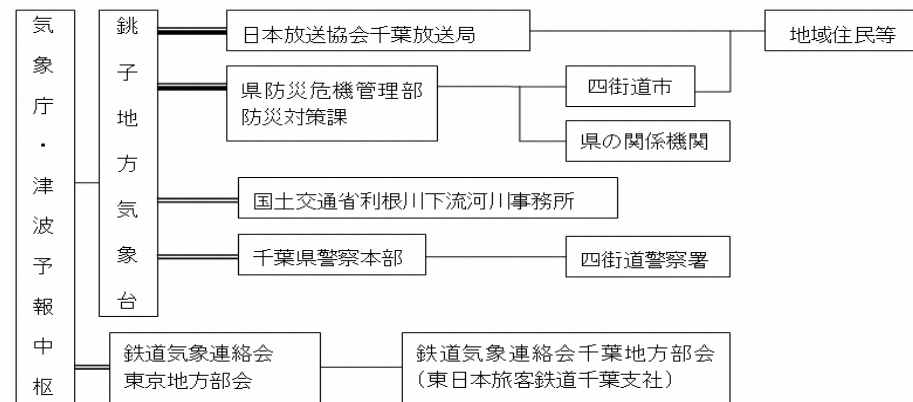 気象庁・津波予報中枢
銚子地方気象台
日本放送協会千葉放送局
地域住民等
県防災危機管理部
防災対策課
四街道市
県の関係機関
国土交通省利根川下流河川事務所
千葉県警察本部
四街道警察署
鉄道気象連絡会
東京地方部会
鉄道気象連絡会千葉地方部会
（東日本旅客鉄道千葉支社）